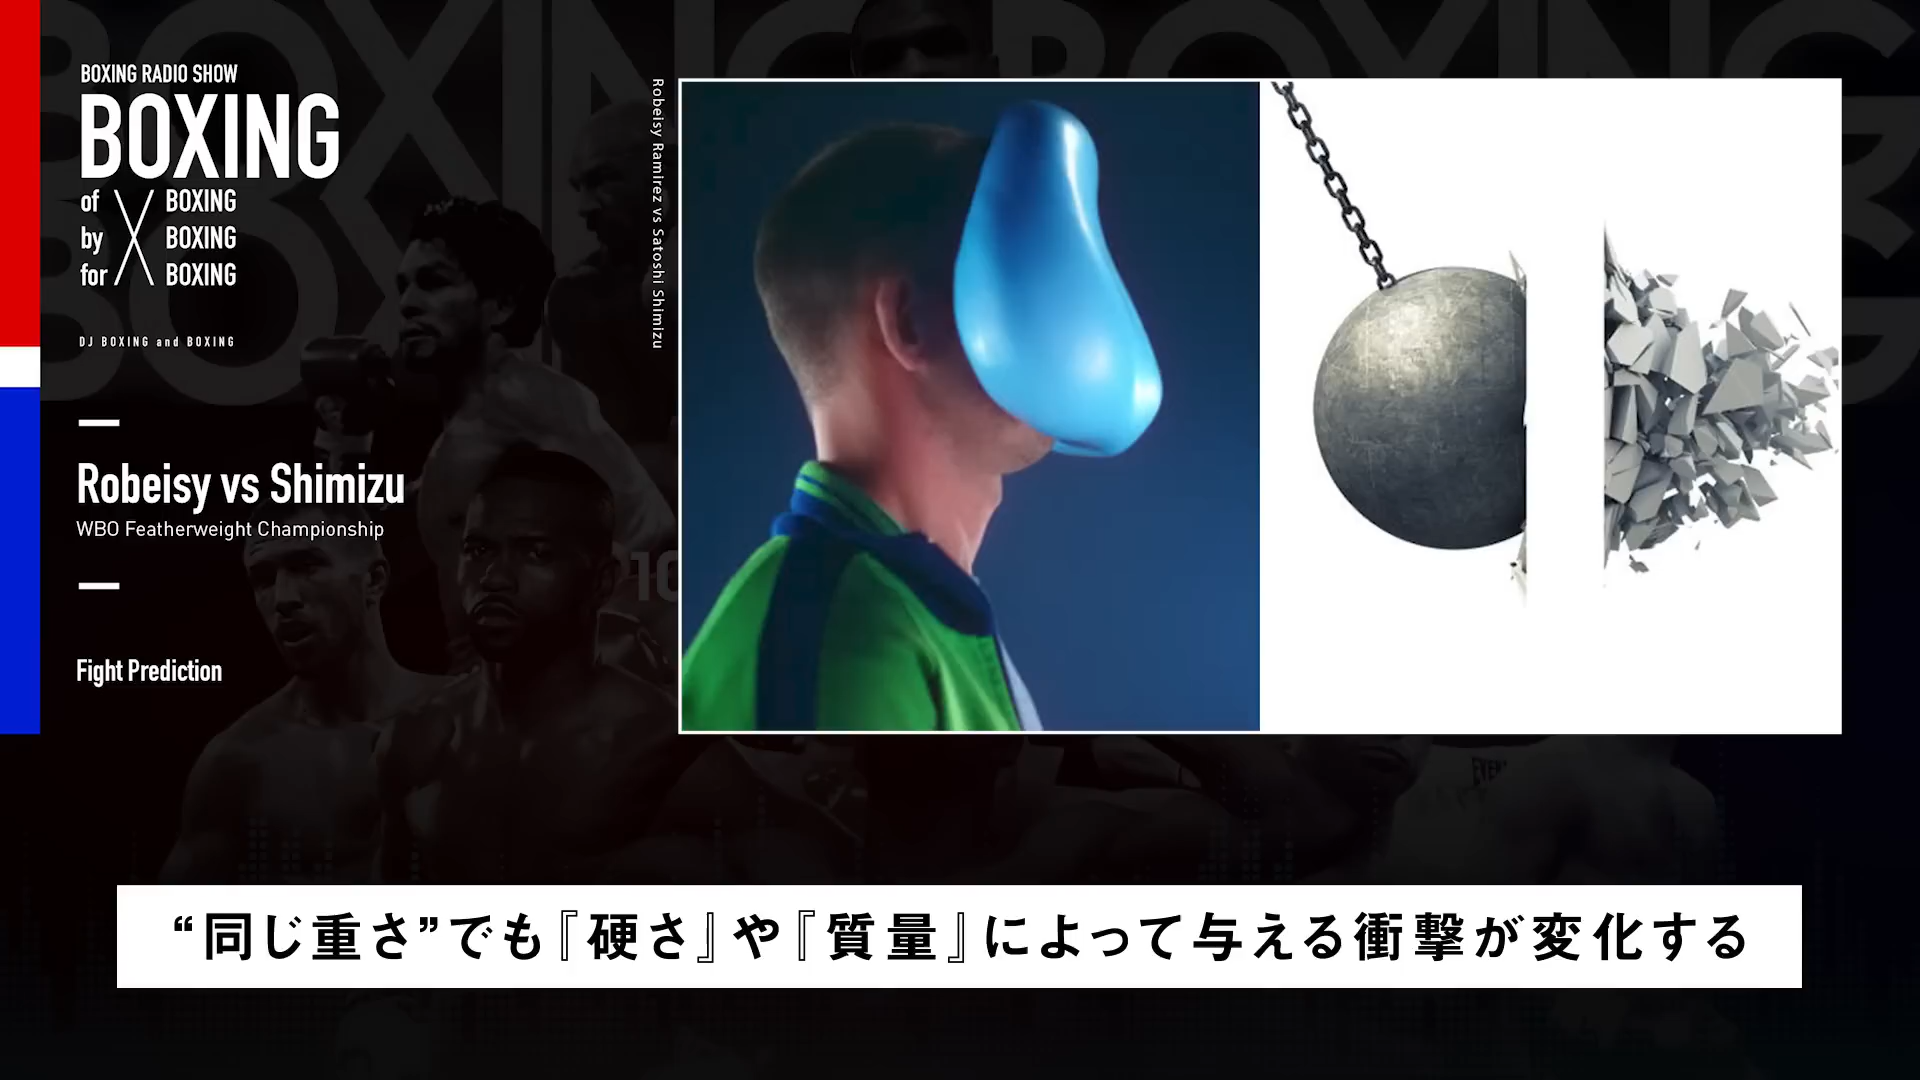 BOXING RADIO SHOW
BOXING
of BOXING
by BOXING
for BOXING
DJ BOXING and BOXING
Robeisy vs Shimizu
WBO Featherweight Championship
Fight Prediction
Robeisy Ramirez vs Satoshi Shimizu
“同じ重さ”でも『硬さ』や『質量』によって与える衝撃が変化する